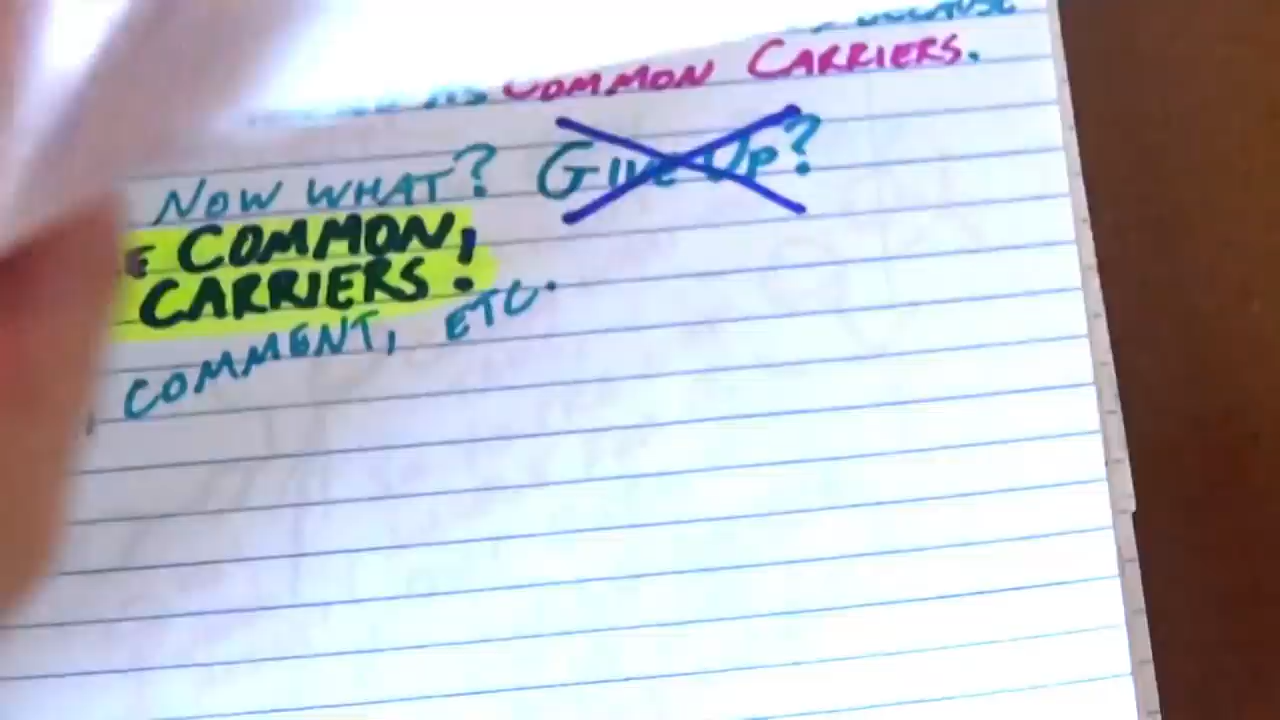 COMMON CARRIERS.
NOW WHAT? GIVE UP?
COMMON,
CARRIERS!
COMMENT, ETC.